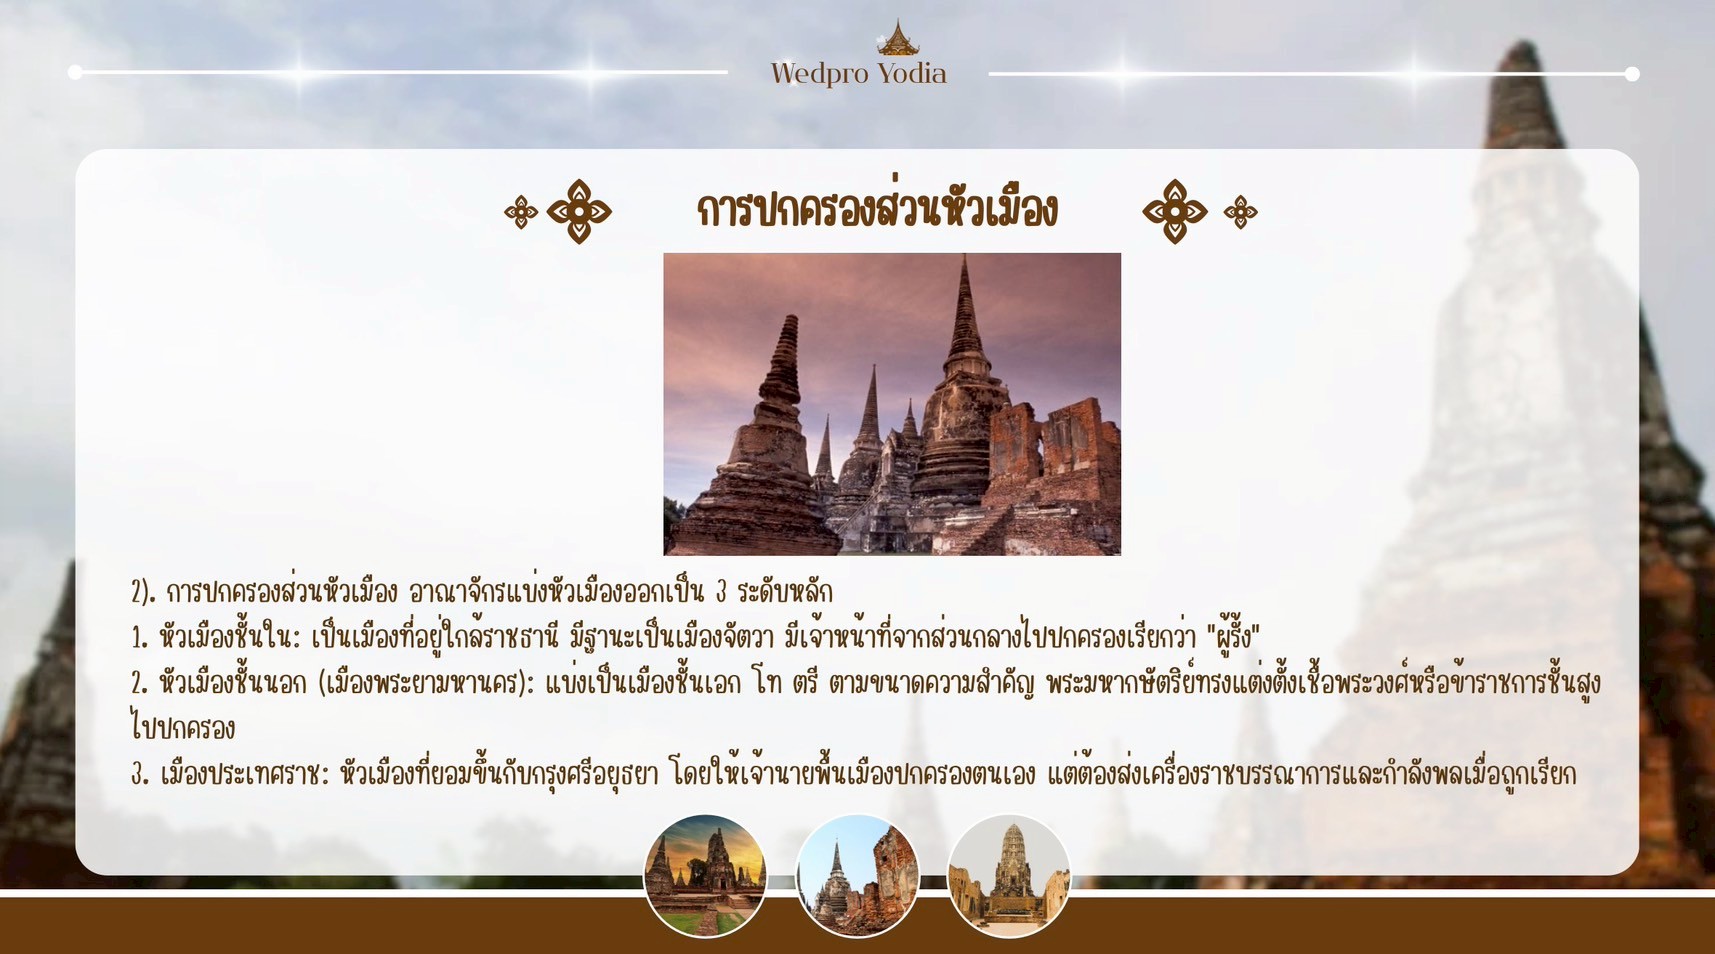 Wedpro Yodia
การปกครองส่วนหัวเมือง
2). การปกครองส่วนหัวเมือง อาณาจักรแบ่งหัวเมืองออกเป็น 3 ระดับหลัก
1. หัวเมืองชั้นใน: เป็นเมืองที่อยู่ใกล้ราชธานี มีฐานะเป็นเมืองจัตวา มีเจ้าหน้าที่จากส่วนกลางไปปกครองเรียกว่า "ผู้รั้ง"
2. หัวเมืองชั้นนอก (เมืองพระยามหานคร): แบ่งเป็นเมืองชั้นเอก โท ตรี ตามขนาดความสำคัญ พระมหากษัตริย์ทรงแต่งตั้งเชื้อพระวงศ์หรือข้าราชการชั้นสูง
ไปปกครอง
3. เมืองประเทศราช: หัวเมืองที่ยอมขึ้นกับกรุงศรีอยุธยา โดยให้เจ้านายพื้นเมืองปกครองตนเอง แต่ต้องส่งเครื่องราชบรรณาการและกำลังพลเมื่อถูกเรียก